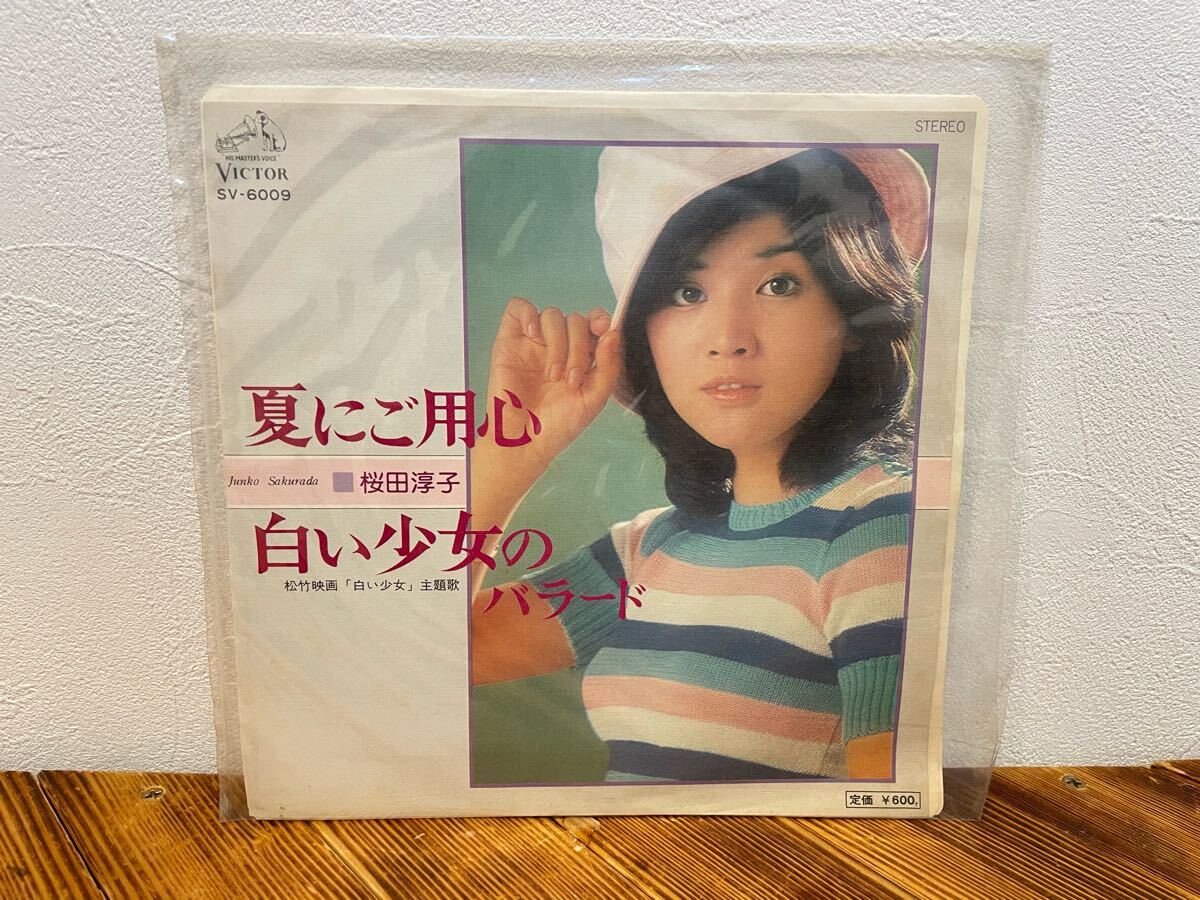 HIS MASTER'S VOICE
VICTOR
SV-6009
STEREO
夏にご用心
Junko Sakurada 桜田淳子
白い少女の
バラード
松竹映画「白い少女」主題歌
定価 ¥600.